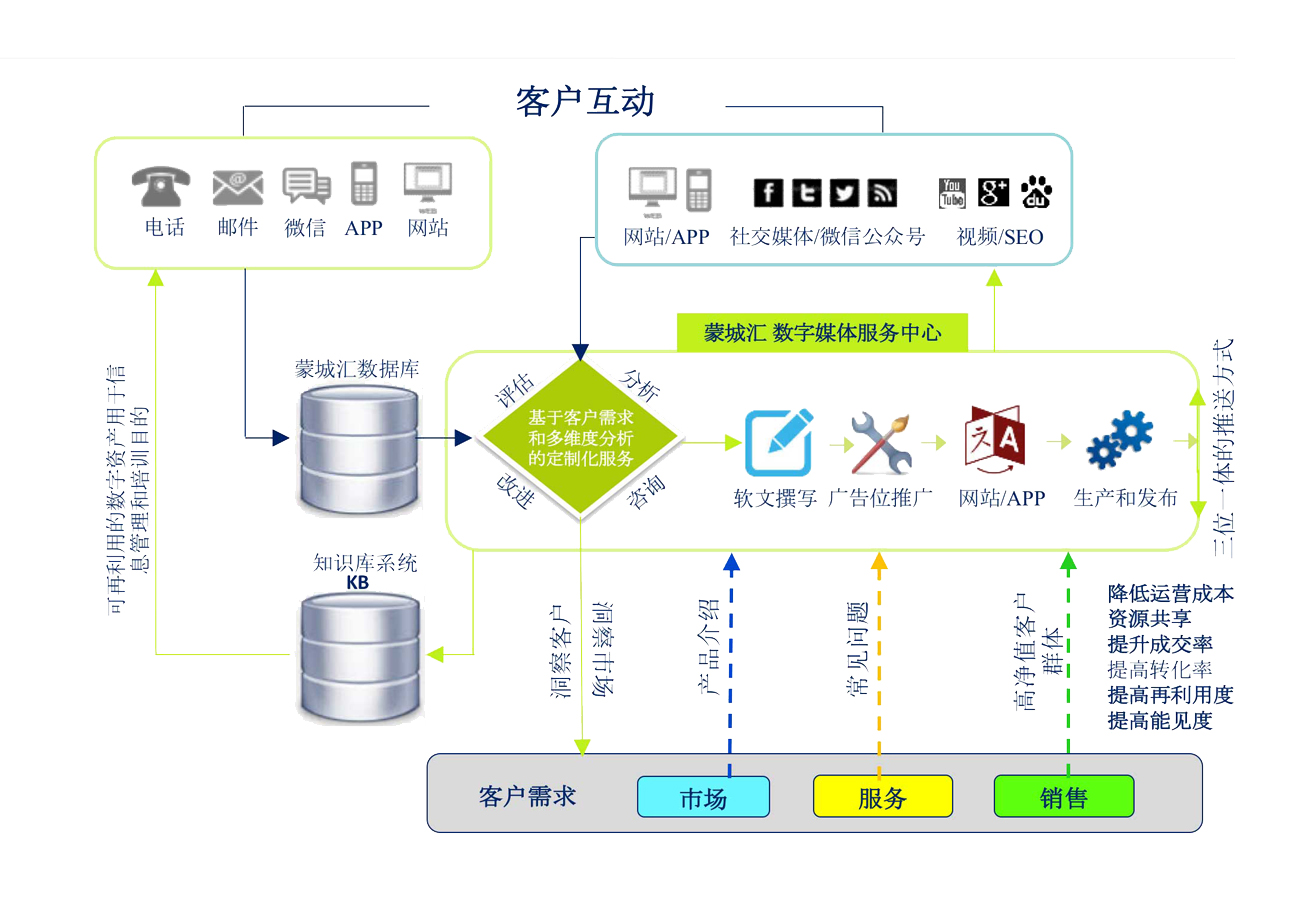 客户互动
电话
邮件
微信
APP
网站
WEB
WEB
网站/APP
社交媒体/微信公众号
You
Tube
g+
du
视频/SEO
蒙城汇 数字媒体服务中心
蒙城汇数据库
评估
分析
基于客户需求
和多维度分析
的定制化服务
改进
咨询
软文撰写
广告位推广
网站/APP
生产和发布
三位一体的推送方式
可再利用的数字资产用于信
息管理和培训目的
知识库系统
KB
洞察客户
洞察市场
产品介绍
常见问题
高净值客户
群体
降低运营成本
资源共享
提升成交率
提高转化率
提高再利用度
提高能见度
客户需求
市场
服务
销售